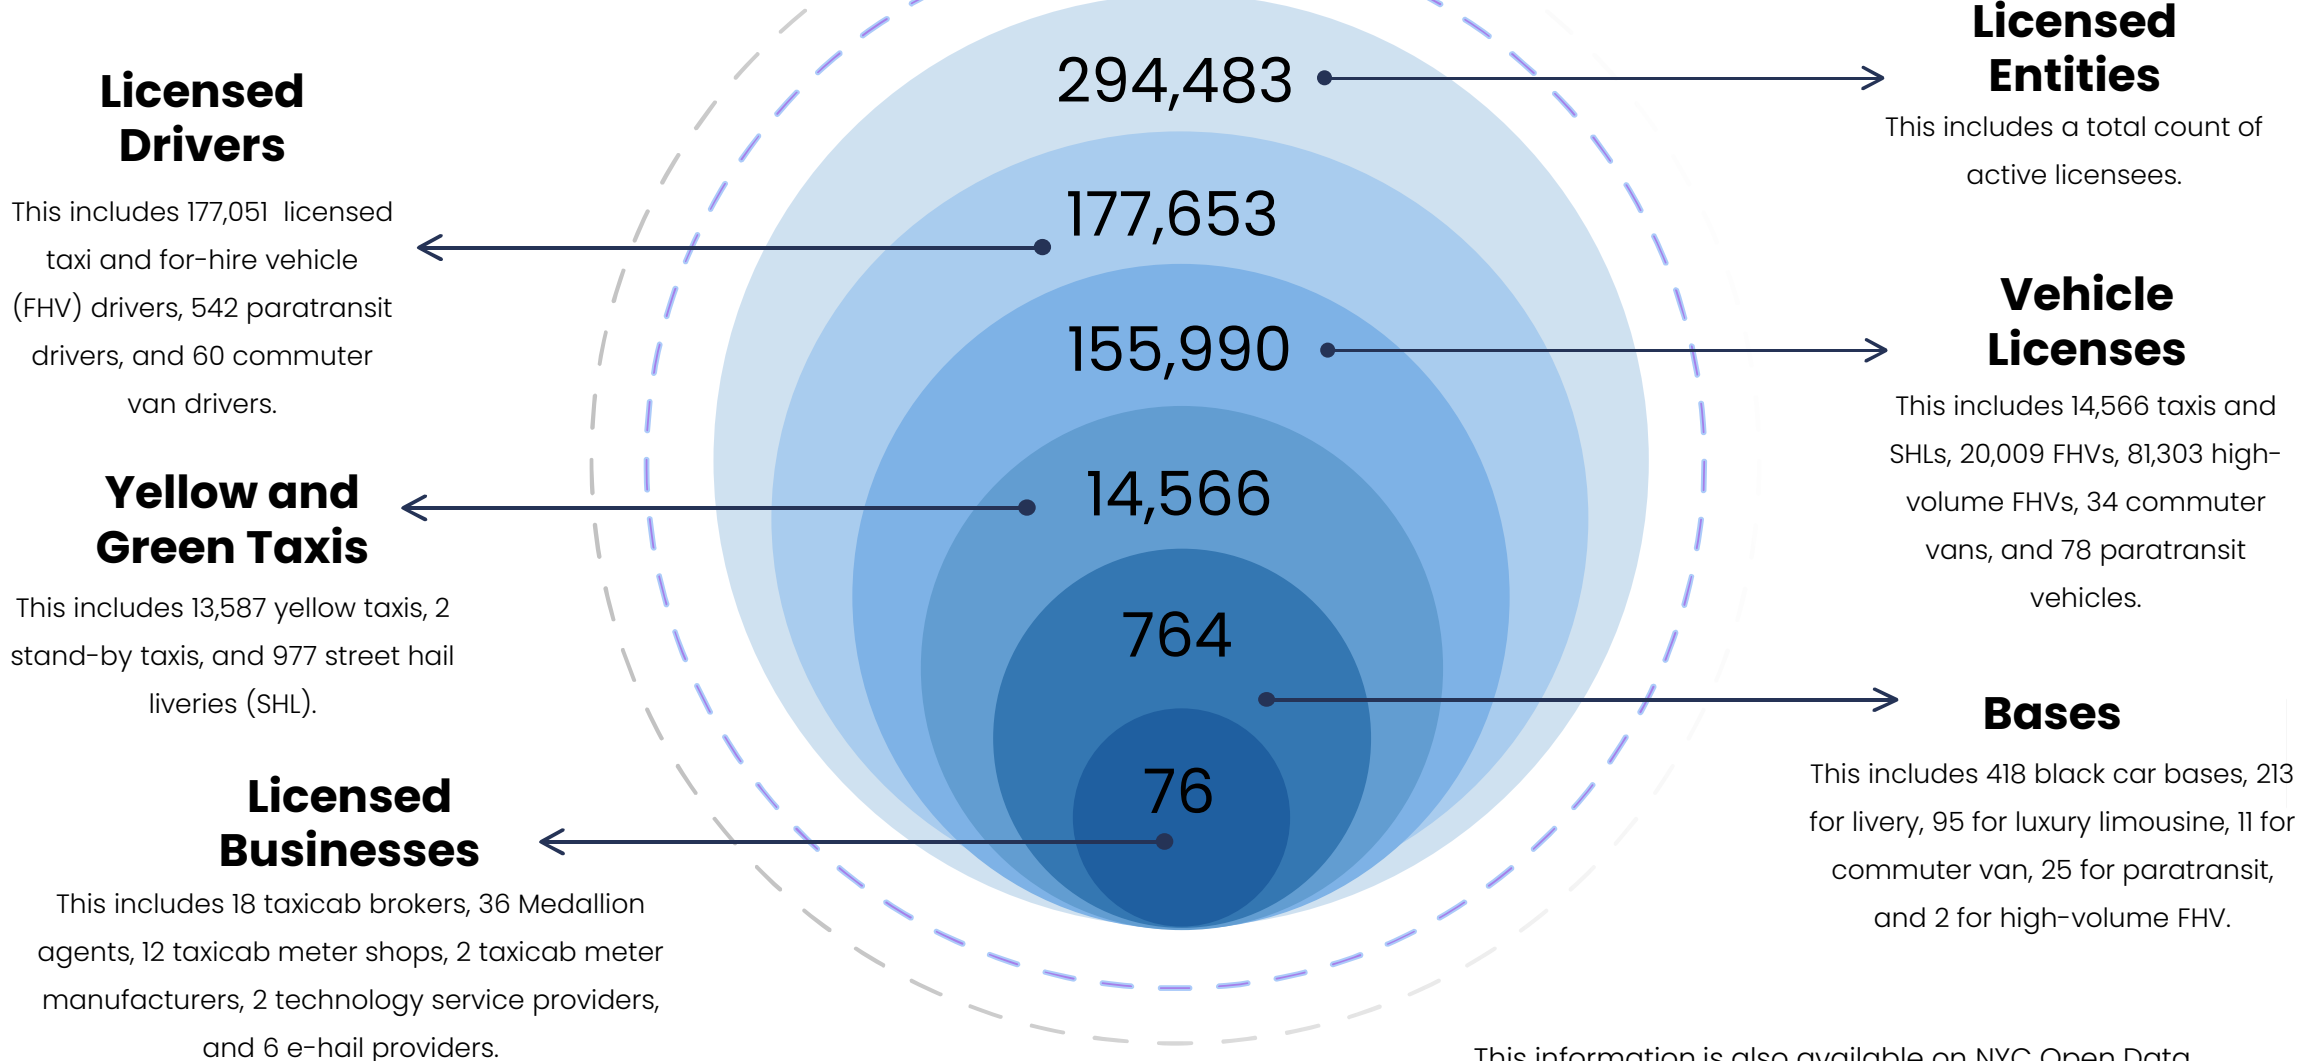 Licensed
Entities
This includes a total count of
active licensees.
294,483
Licensed
Drivers
This includes 177,051 licensed
taxi and for-hire vehicle
(FHV) drivers, 542 paratransit
drivers, and 60 commuter
van drivers.
177,653
Vehicle
Licenses
This includes 14,566 taxis and
SHLs, 20,009 FHVs, 81,303 high-
volume FHVs, 34 commuter
vans, and 78 paratransit
vehicles.
155,990
Yellow and
Green Taxis
This includes 13,587 yellow taxis, 2
stand-by taxis, and 977 street hail
liveries (SHL).
14,566
764
Bases
This includes 418 black car bases, 213
for livery, 95 for luxury limousine, 11 for
commuter van, 25 for paratransit,
and 2 for high-volume FHV.
76
Licensed
Businesses
This includes 18 taxicab brokers, 36 Medallion
agents, 12 taxicab meter shops, 2 taxicab meter
manufacturers, 2 technology service providers,
and 6 e-hail providers.
This information is also available on NYC Open Data